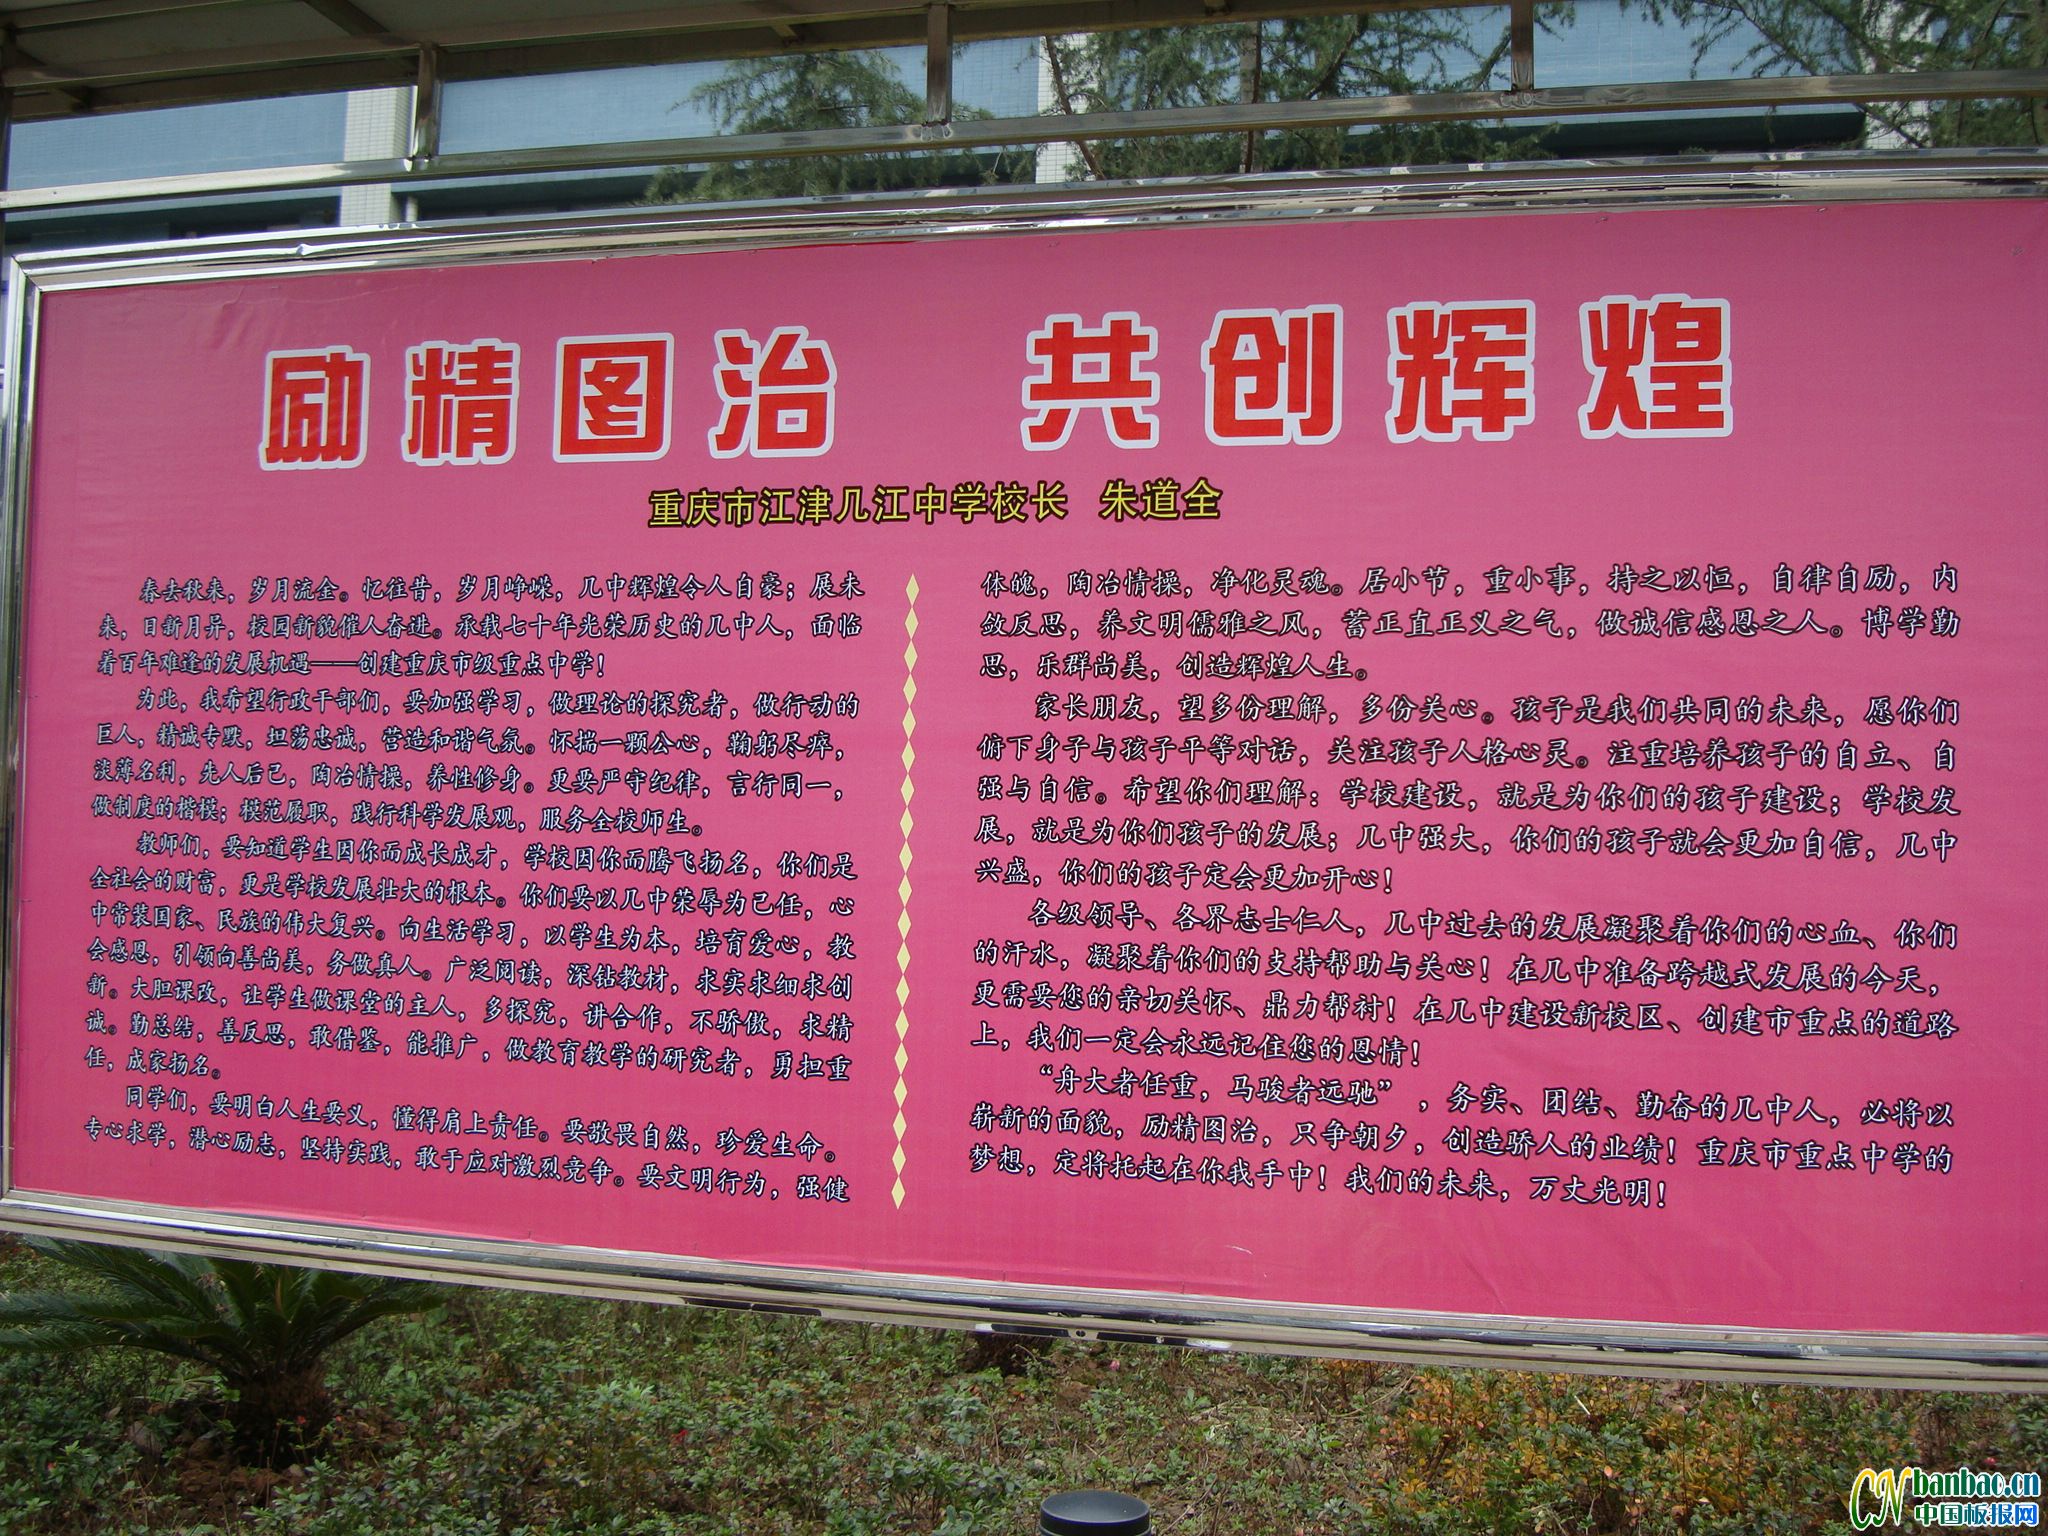 励精图治 共创辉煌
重庆市江津几江中学校长 朱道全
春去秋来，岁月流金。忆往昔，岁月峥嵘，几中辉煌令人自豪；展未
来，日新月异，校园新貌催人奋进。承载七十年光荣历史的几中人，面临
着百年难逢的发展机遇——创建重庆市级重点中学！
为此，我希望行政干部们，要加强学习，做理论的探究者，做行动的
巨人，精诚专默，坦荡忠诚，营造和谐气氛。怀揣一颗公心，鞠躬尽瘁，
淡薄名利，先人后己，陶冶情操，养性修身。更要严守纪律，言行同一，
做制度的楷模；模范履职，践行科学发展观，服务全校师生。
教师们，要知道学生因你而成长成才，学校因你而腾飞扬名，你们是
全社会的财富，更是学校发展壮大的根本。你们要以几中荣辱为己任，心
中常装国家、民族的伟大复兴。向生活学习，以学生为本，培育爱心，教
会感恩，引领向善尚美，务做真人。广泛阅读，深钻教材，求实求细求创
新。大胆课改，让学生做课堂的主人，多探究，讲合作，不骄傲，求精
诚。勤总结，善反思，敢借鉴，能推广，做教育教学的研究者，勇担重
任，成家扬名。
同学们，要明白人生要义，懂得肩上责任。要敬畏自然，珍爱生命。
专心求学，潜心励志，坚持实践，敢于应对激烈竞争。要文明行为，强健
体魄，陶冶情操，净化灵魂。居小节，重小事，持之以恒，自律自励，内
敛反思，养文明儒雅之风，蓄正直正义之气，做诚信感恩之人。博学勤
思，乐群尚美，创造辉煌人生。
家长朋友，望多份理解，多份关心。孩子是我们共同的未来，愿你们
俯下身子与孩子平等对话，关注孩子人格心灵。注重培养孩子的自立、自
强与自信。希望你们理解：学校建设，就是为你们的孩子建设；学校发
展，就是为你们孩子的发展；几中强大，你们的孩子就会更加自信，几中
兴盛，你们的孩子定会更加开心！
各级领导、各界志士仁人，几中过去的发展凝聚着你们的心血、你们
的汗水，凝聚着你们的支持帮助与关心！在几中准备跨越式发展的今天，
更需要您的亲切关怀、鼎力帮衬！在几中建设新校区、创建市重点的道路
上，我们一定会永远记住您的恩情！
“舟大者任重，马骏者远驰”，务实、团结、勤奋的几中人，必将以
崭新的面貌，励精图治，只争朝夕，创造骄人的业绩！重庆市重点中学的
梦想，定将托起在你我手中！我们的未来，万丈光明！
CN banbao.cn
中国板报网